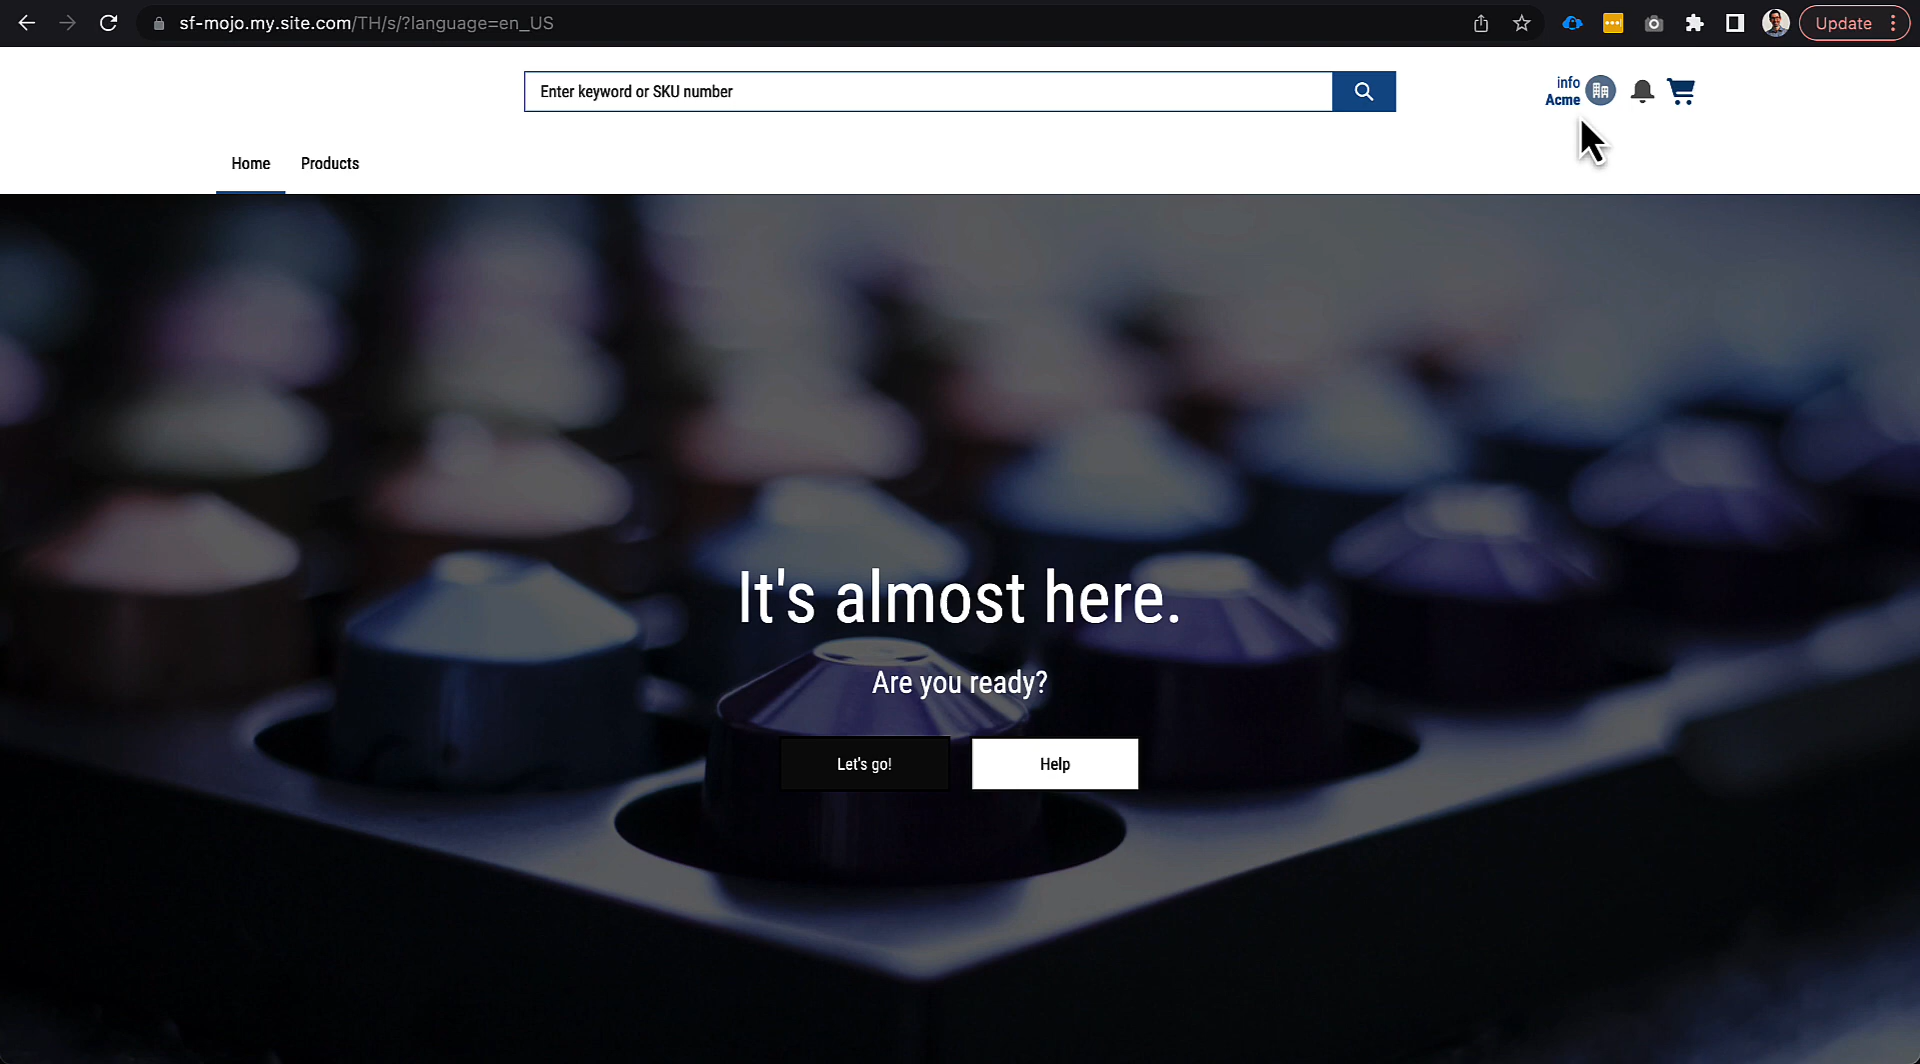 sf-mojo.my.site.com/TH/s/?language=en_US
Update
Enter keyword or SKU number
info
Acme
Home
Products
It's almost here.
Are you ready?
Let's go!
Help